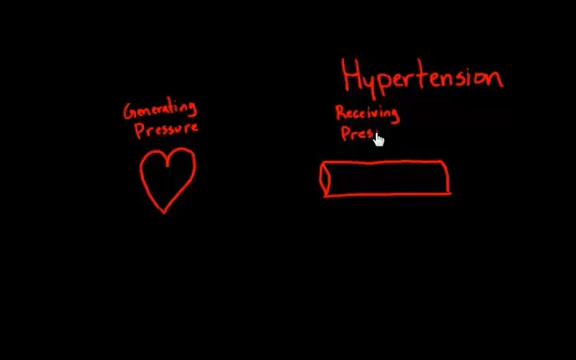 Hypertension
Generating
Pressure
Receiving
Pres